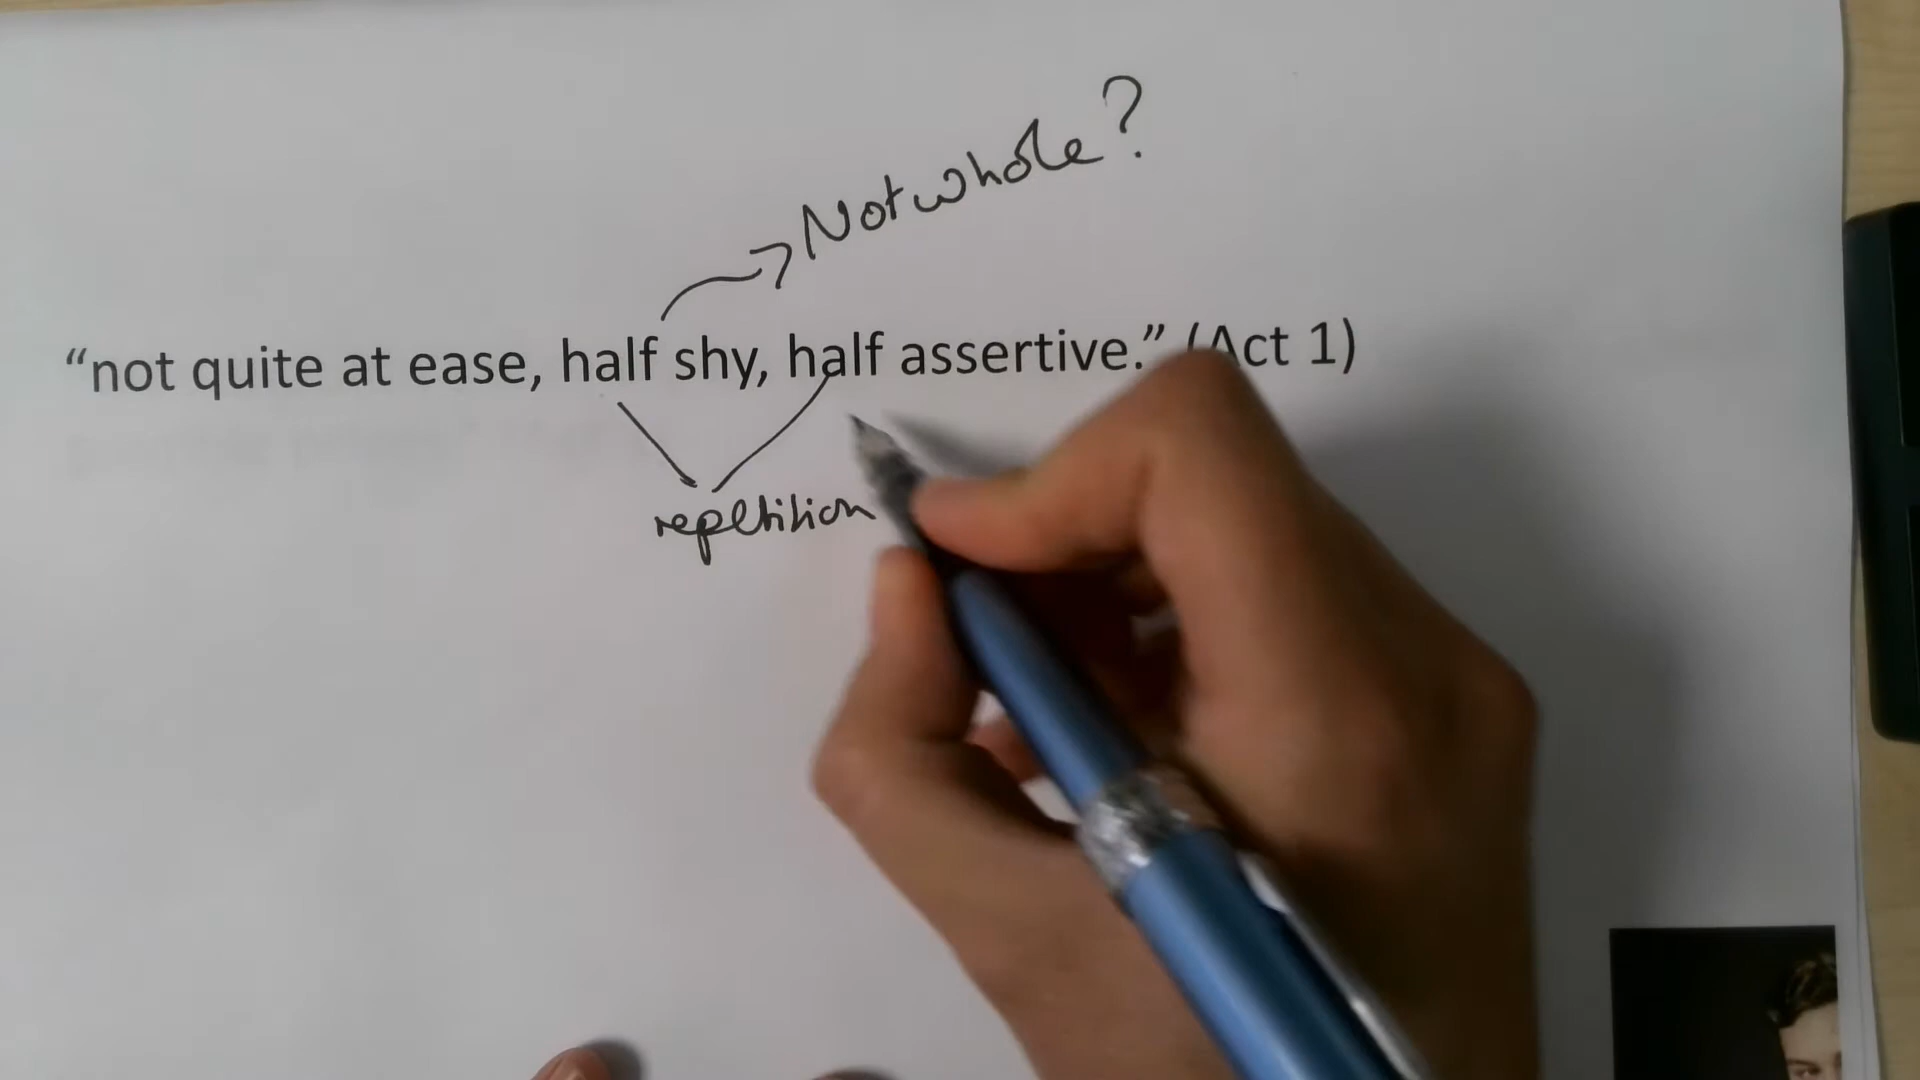 Not whole?
“not quite at ease, half shy, half assertive.” (Act 1)
repetition